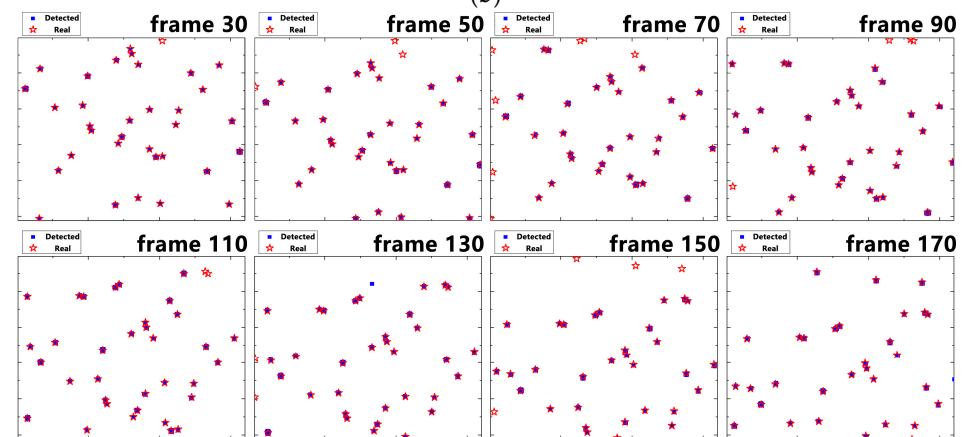 Detected
Real
frame 30
Detected
Real
frame 50
Detected
Real
frame 70
Detected
Real
frame 90
Detected
Real
frame 110
Detected
Real
frame 130
Detected
Real
frame 150
Detected
Real
frame 170